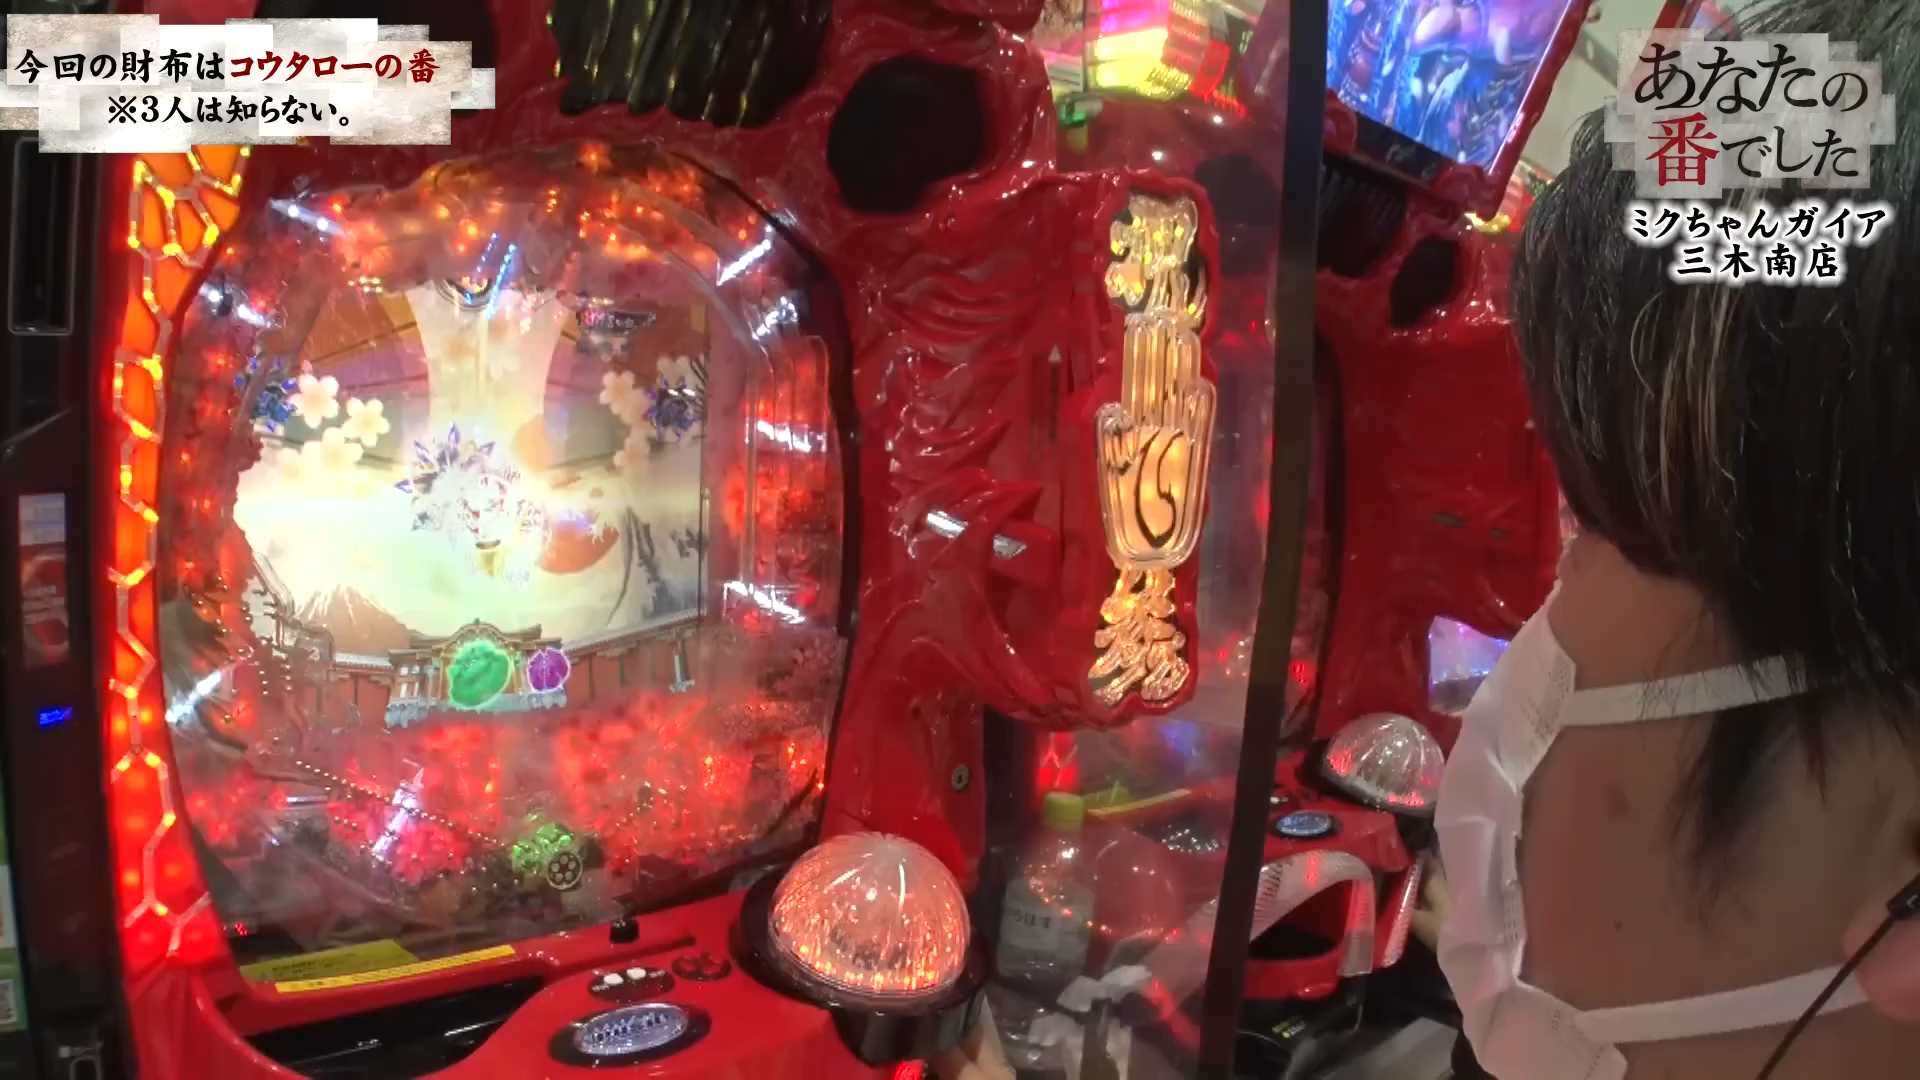 今回の財布はコウタローの番
※3人は知らない。
あなたの
番でした
ミクちゃんガイア
三木南店